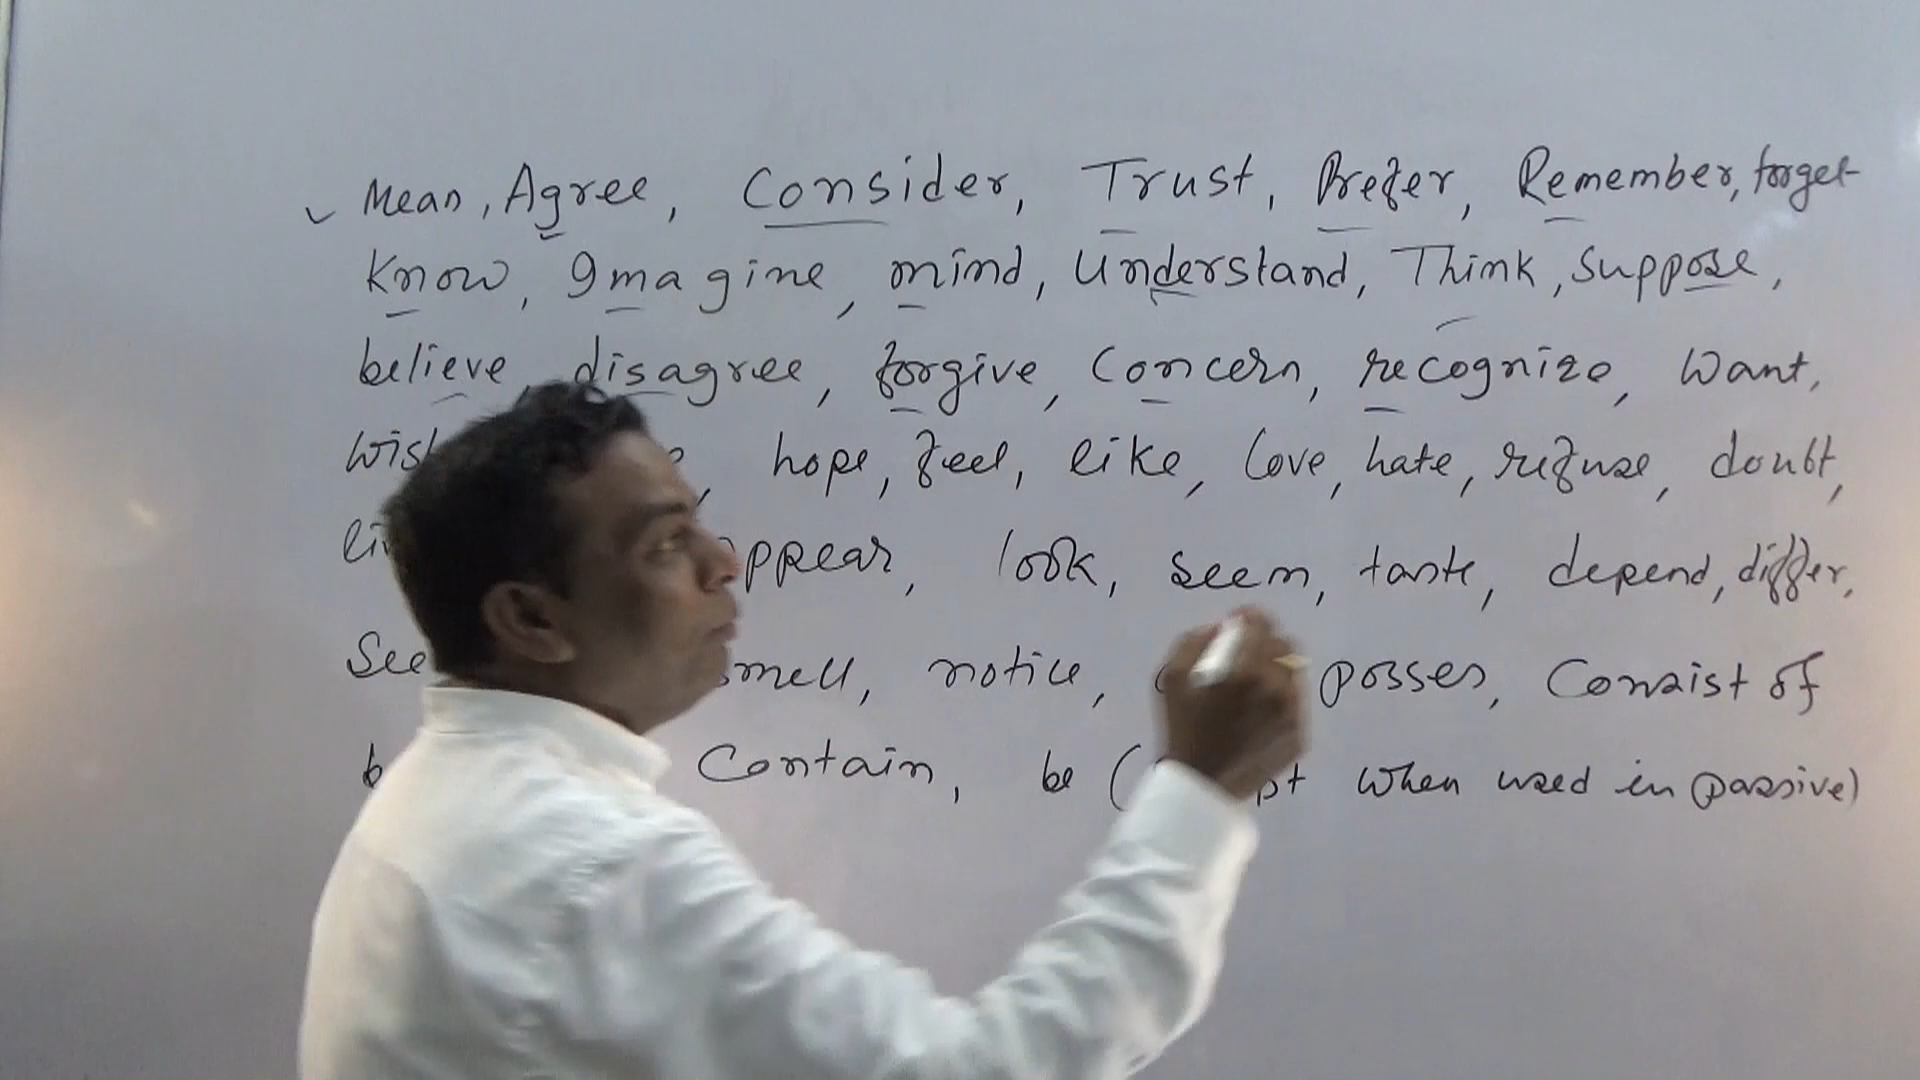 Mean, Agree, Consider, Trust, Prefer, Remember, forget
Know, Imagine, mind, Understand, Think, Suppose,
believe, disagree, forgive, Concern, recognize, Want,
hope, feel, like, love, hate, refuse, doubt,
look, seem, taste, depend, differ,
See notice, posses, Consist of
Contain, be ( when used in passive)